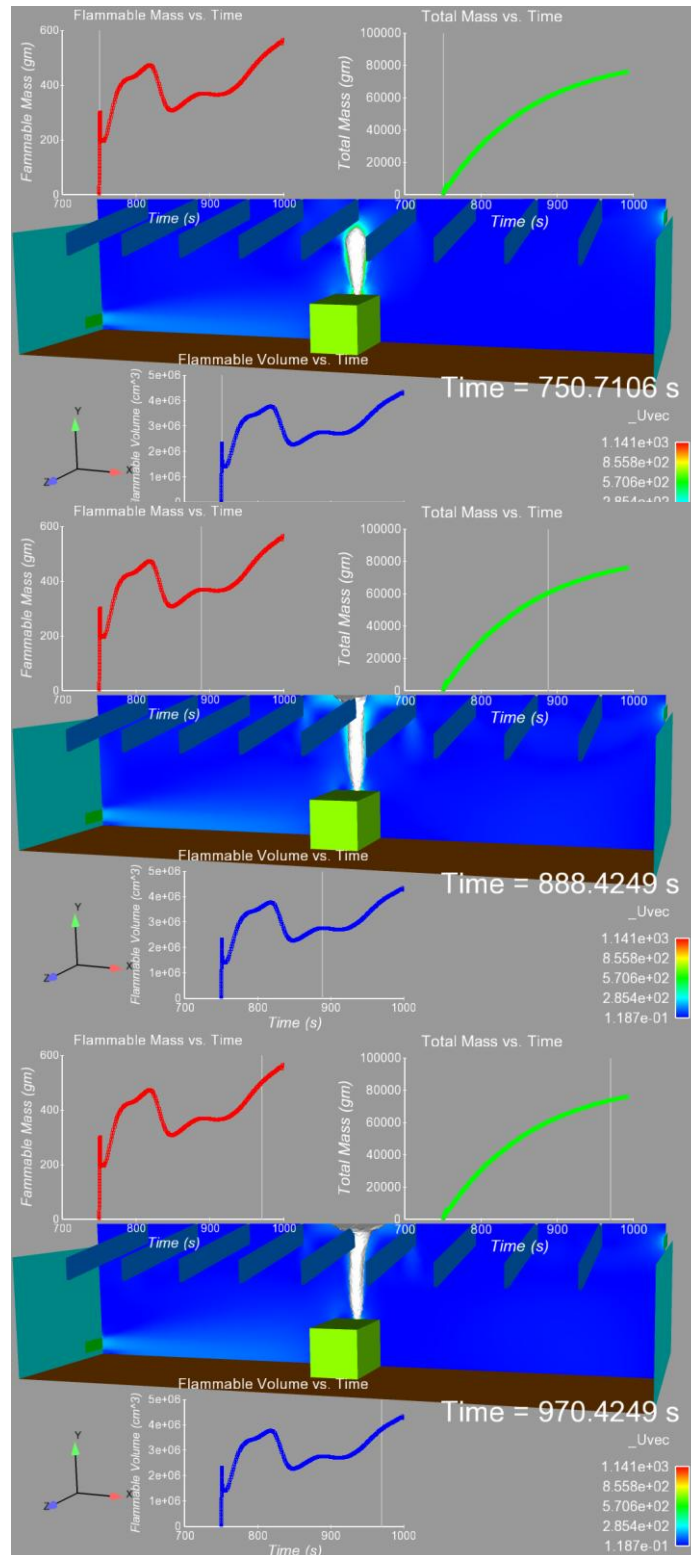 Flammable Mass vs. Time
Total Mass vs. Time
Fammable Mass (gm)
600
400
200
0
700
800
900
1000
Time (s)
Total Mass (gm)
100000
80000
60000
40000
20000
0
700
800
900
1000
Time (s)
Flammable Volume vs. Time
Flammable Volume (cm^3)
5e+06
4e+06
3e+06
2e+06
1e+06
0
Time = 750.7106 s
_Uvec
1.141e+03
8.558e+02
5.706e+02
2.854e+02
Y
X
Z
Flammable Mass vs. Time
Total Mass vs. Time
Fammable Mass (gm)
600
400
200
0
700
800
900
1000
Time (s)
Total Mass (gm)
100000
80000
60000
40000
20000
0
700
800
900
1000
Time (s)
Flammable Volume vs. Time
Flammable Volume (cm^3)
5e+06
4e+06
3e+06
2e+06
1e+06
0
700
800
900
1000
Time (s)
Time = 888.4249 s
_Uvec
1.141e+03
8.558e+02
5.706e+02
2.854e+02
1.187e-01
Y
X
Z
Flammable Mass vs. Time
Total Mass vs. Time
Fammable Mass (gm)
600
400
200
0
700
800
900
1000
Time (s)
Total Mass (gm)
100000
80000
60000
40000
20000
0
700
800
900
1000
Time (s)
Flammable Volume vs. Time
Flammable Volume (cm^3)
5e+06
4e+06
3e+06
2e+06
1e+06
0
700
800
900
1000
Time (s)
Time = 970.4249 s
_Uvec
1.141e+03
8.558e+02
5.706e+02
2.854e+02
1.187e-01
Y
X
Z